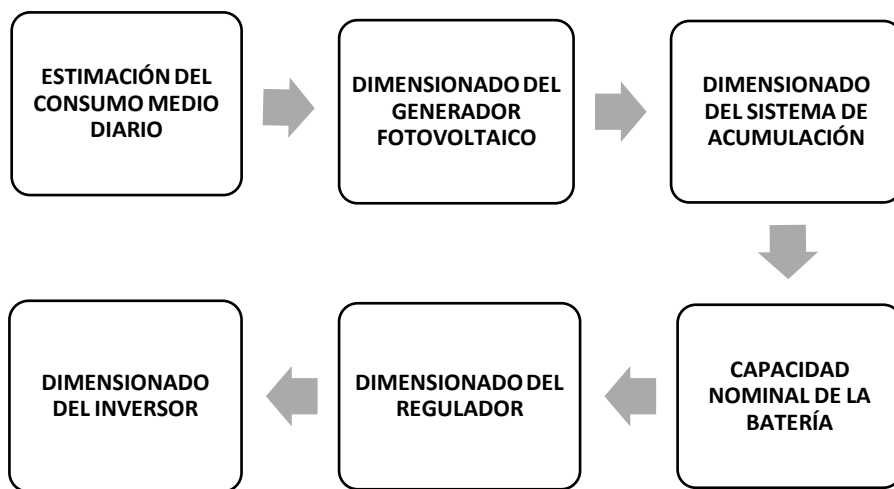 ESTIMACIÓN DEL
CONSUMO MEDIO
DIARIO
DIMENSIONADO DEL
GENERADOR
FOTOVOLTAICO
DIMENSIONADO
DEL SISTEMA DE
ACUMULACIÓN
CAPACIDAD
NOMINAL DE LA
BATERÍA
DIMENSIONADO DEL
REGULADOR
DIMENSIONADO
DEL INVERSOR